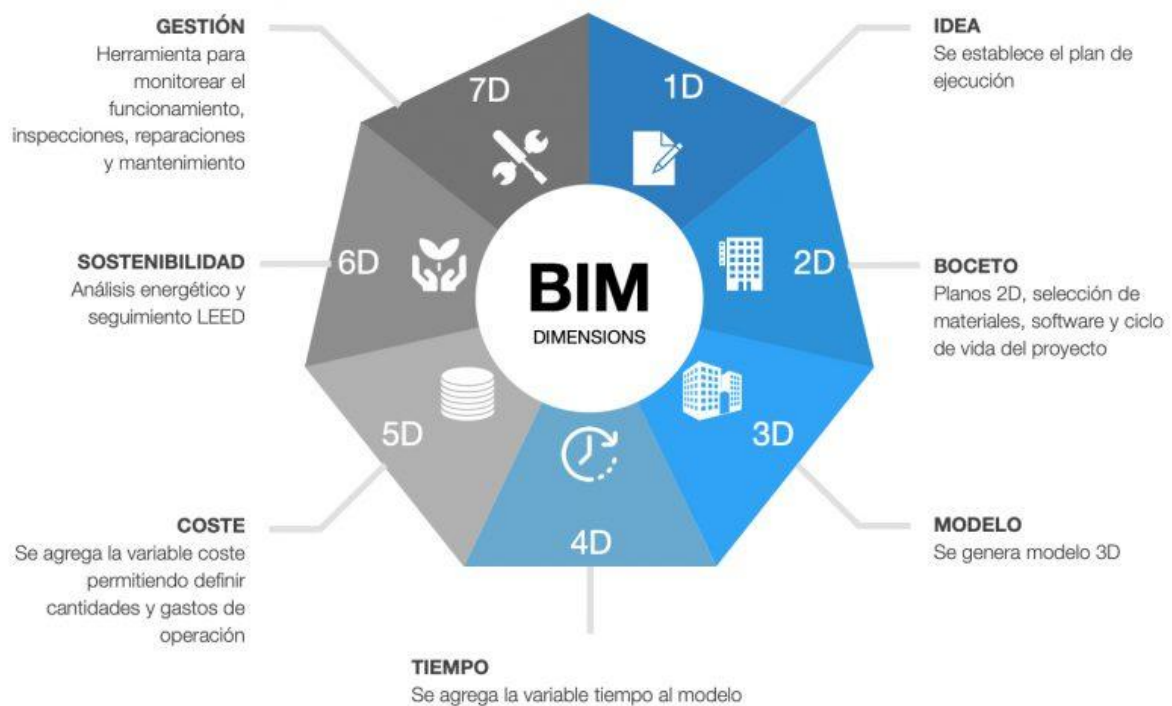 GESTIÓN
Herramienta para
monitorear el
funcionamiento,
inspecciones, reparaciones
y mantenimiento
7D
1D
IDEA
Se establece el plan de
ejecución
SOSTENIBILIDAD
Análisis energético y
seguimiento LEED
6D
BIM
DIMENSIONS
2D
BOCETO
Planos 2D, selección de
materiales, software y ciclo
de vida del proyecto
5D
3D
COSTE
Se agrega la variable coste
permitiendo definir
cantidades y gastos de
operación
4D
MODELO
Se genera modelo 3D
TIEMPO
Se agrega la variable tiempo al modelo